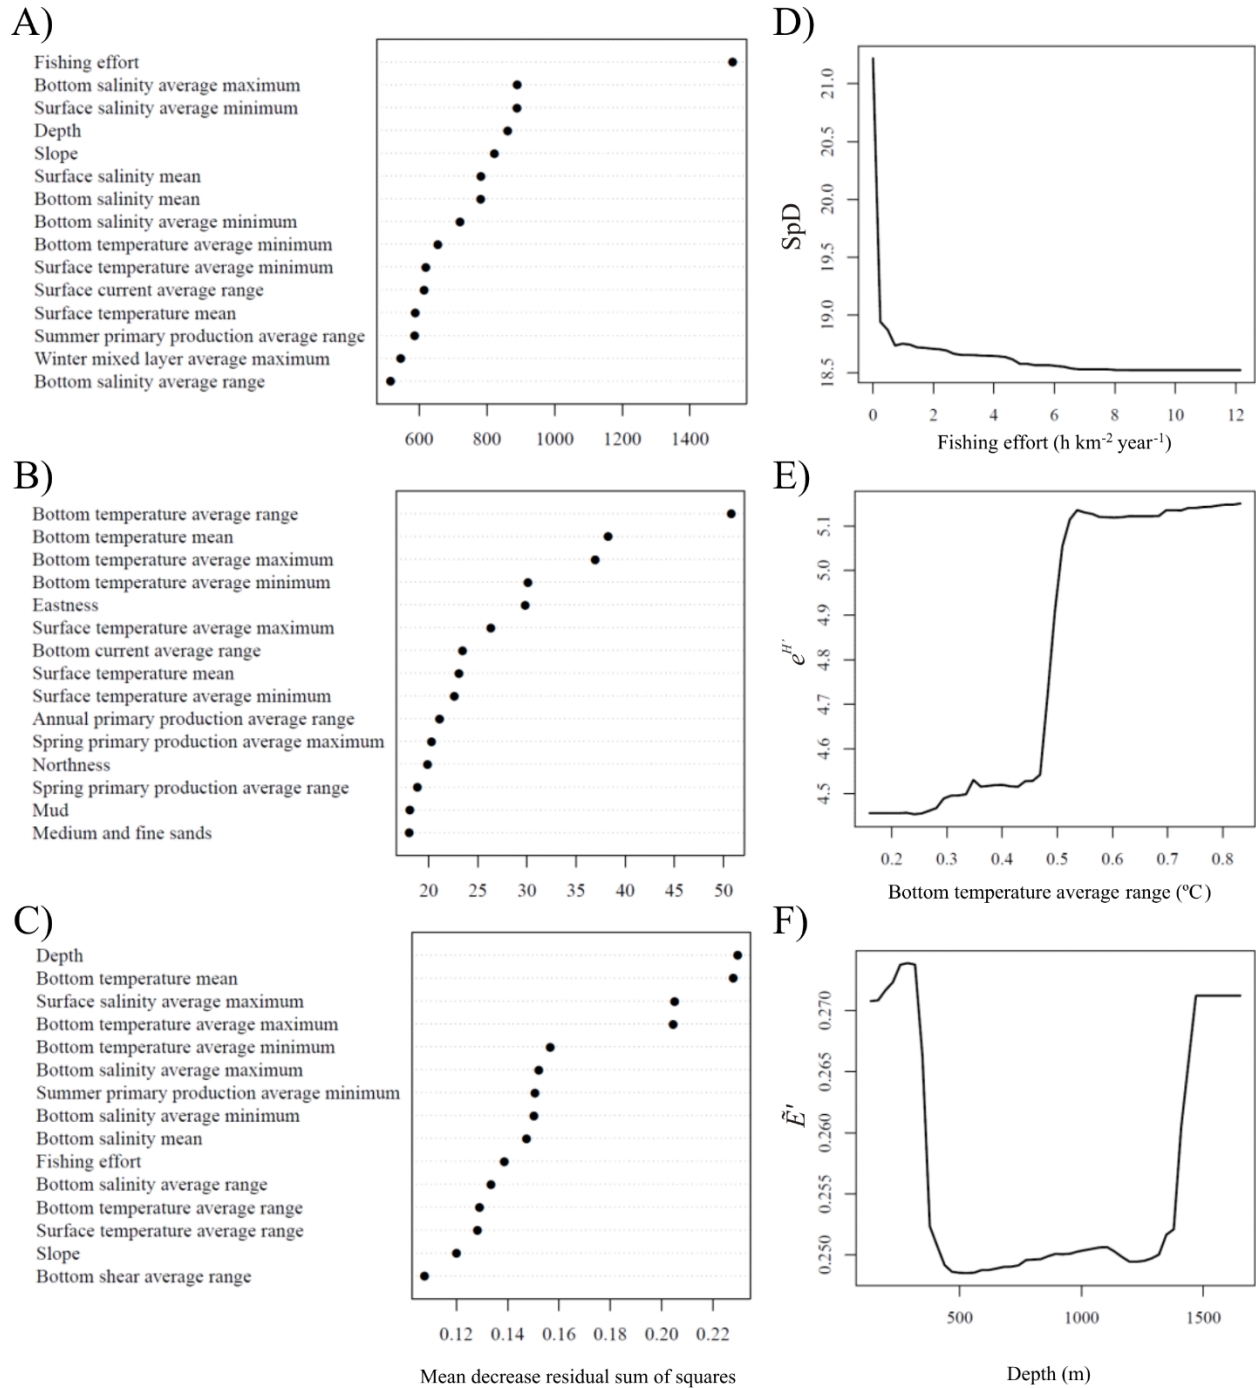 A)
Fishing effort
Bottom salinity average maximum
Surface salinity average minimum
Depth
Slope
Surface salinity mean
Bottom salinity mean
Bottom salinity average minimum
Bottom temperature average minimum
Surface temperature average minimum
Surface current average range
Surface temperature mean
Summer primary production average range
Winter mixed layer average maximum
Bottom salinity average range
600 800 1000 1200 1400
D)
SpD
21.0
20.5
20.0
19.5
19.0
18.5
0 2 4 6 8 10 12
Fishing effort (h km-2 year-1)
B)
Bottom temperature average range
Bottom temperature mean
Bottom temperature average maximum
Bottom temperature average minimum
Eastness
Surface temperature average maximum
Bottom current average range
Surface temperature mean
Surface temperature average minimum
Annual primary production average range
Spring primary production average maximum
Northness
Spring primary production average range
Mud
Medium and fine sands
20 25 30 35 40 45 50
E)
eH'
5.1
5.0
4.9
4.8
4.7
4.6
4.5
0.2 0.3 0.4 0.5 0.6 0.7 0.8
Bottom temperature average range (ºC)
C)
Depth
Bottom temperature mean
Surface salinity average maximum
Bottom temperature average maximum
Bottom temperature average minimum
Bottom salinity average maximum
Summer primary production average minimum
Bottom salinity average minimum
Bottom salinity mean
Fishing effort
Bottom salinity average range
Bottom temperature average range
Surface temperature average range
Slope
Bottom shear average range
0.12 0.14 0.16 0.18 0.20 0.22
Mean decrease residual sum of squares
F)
Ẽ'
0.270
0.265
0.260
0.255
0.250
500 1000 1500
Depth (m)